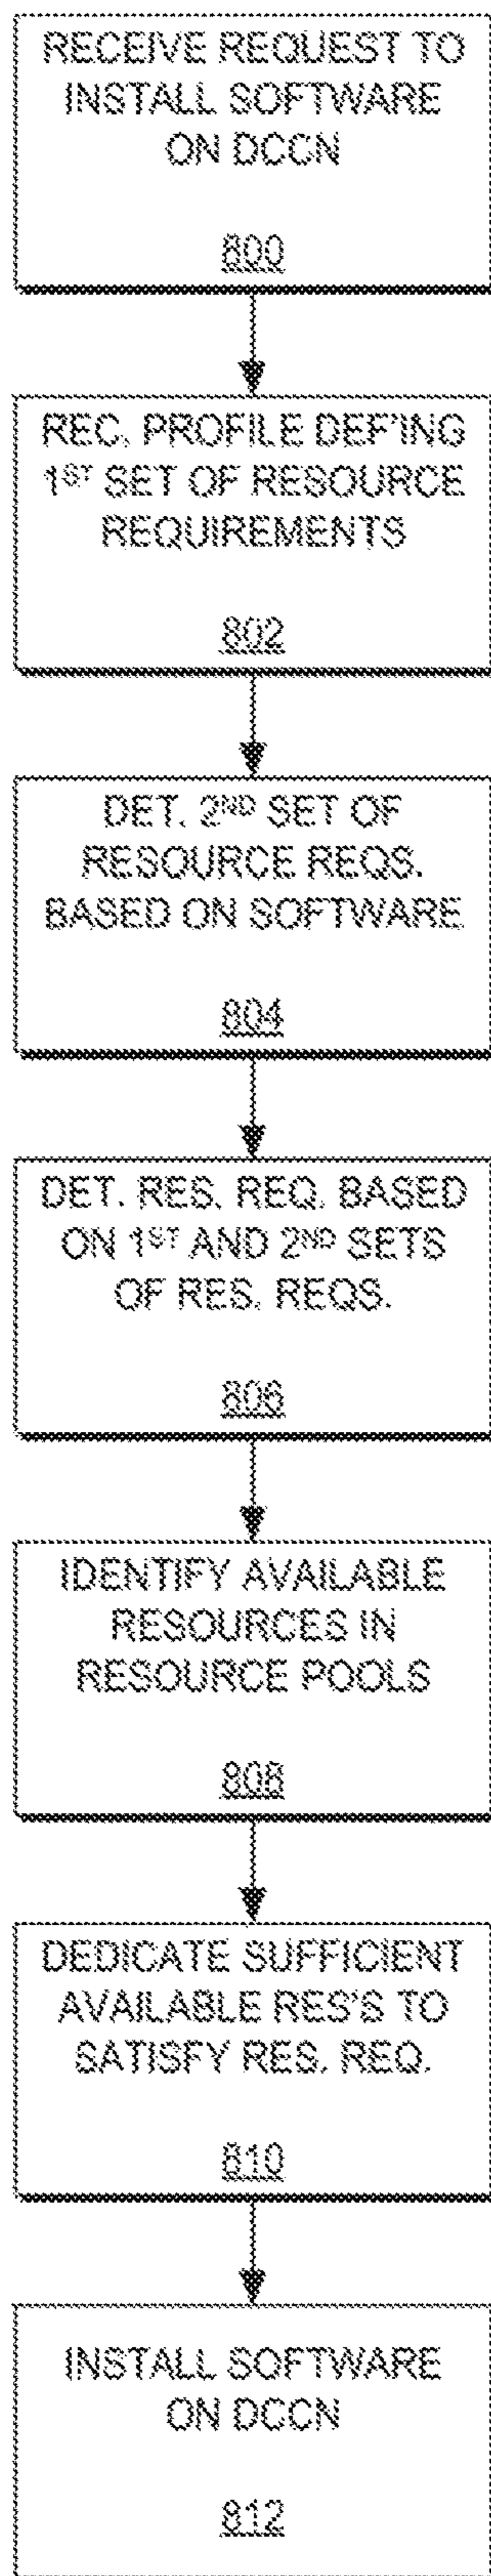 RECEIVE REQUEST TO
INSTALL SOFTWARE
ON DCCN
800
REC. PROFILE DEF'ING
1ST SET OF RESOURCE
REQUIREMENTS
802
DET. 2ND SET OF
RESOURCE REQS.
BASED ON SOFTWARE
804
DET. RES. REQ. BASED
ON 1ST AND 2ND SETS
OF RES. REQS.
806
IDENTIFY AVAILABLE
RESOURCES IN
RESOURCE POOLS
808
DEDICATE SUFFICIENT
AVAILABLE RES'S TO
SATISFY RES. REQ.
810
INSTALL SOFTWARE
ON DCCN
812